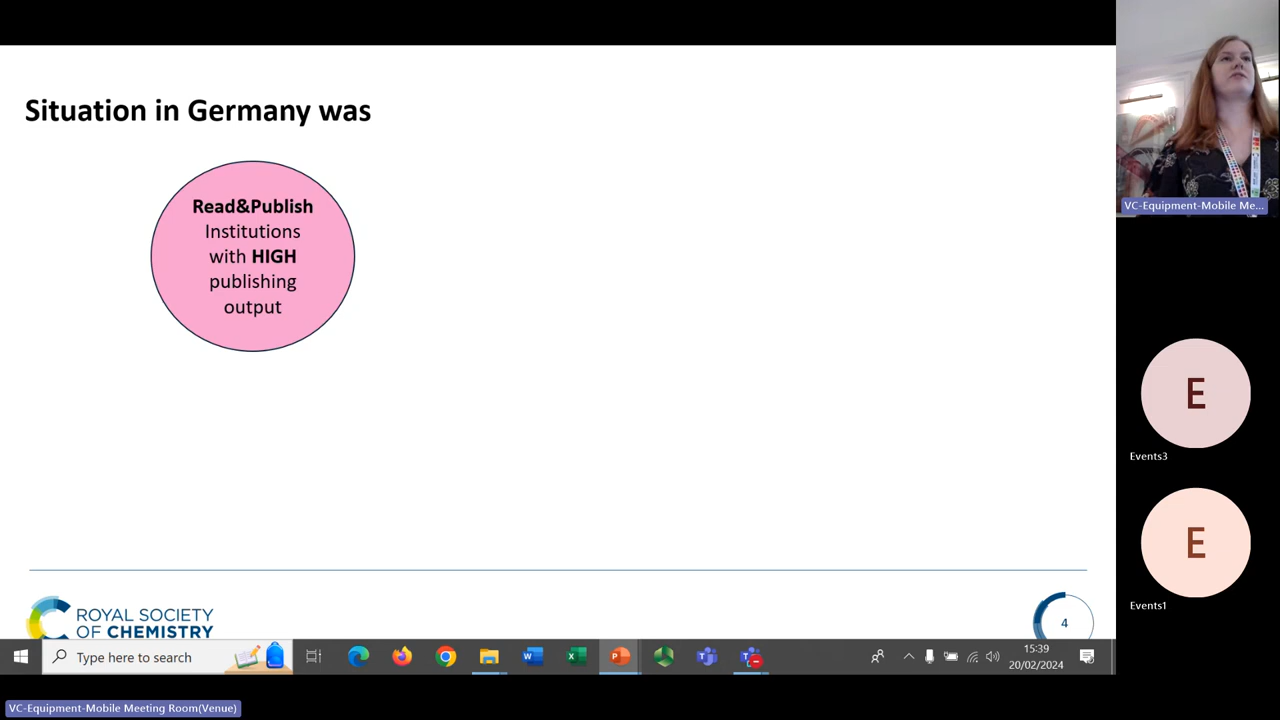 Situation in Germany was
Read&Publish
Institutions
with HIGH
publishing
output
ROYAL SOCIETY
OF CHEMISTRY
4
Type here to search
15:39
20/02/2024
VC-Equipment-Mobile Me...
E
Events3
E
Events1
VC-Equipment-Mobile Meeting Room(Venue)